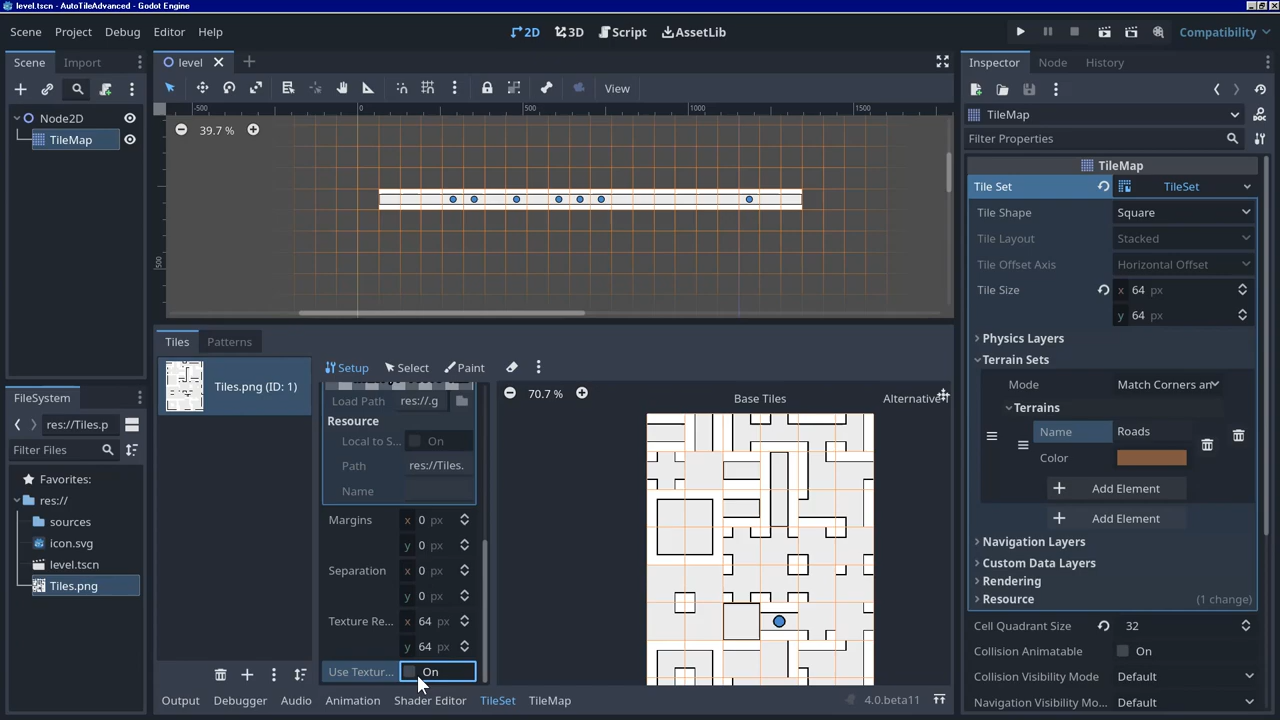 level.tscn - AutoTileAdvanced - Godot Engine
Scene Project Debug Editor Help
2D 3D Script AssetLib
Compatibility
Scene Import
level
Node2D
TileMap
View
-500 0 500 1000 1500
39.7 %
500
FileSystem
res://Tiles.p
Filter Files
Favorites:
res://
sources
icon.svg
level.tscn
Tiles.png
Tiles Patterns
Tiles.png (ID: 1)
Setup Select Paint
Load Path res://.g
Resource
Local to S... On
Path res://Tiles.
Name
Margins x 0 px
y 0 px
Separation x 0 px
y 0 px
Texture Re... x 64
y 64
Use Textur... On
70.7 %
Base Tiles Alternative
Output Debugger Audio Animation Shader Editor TileSet TileMap
4.0.beta11
Inspector Node History
TileMap
Filter Properties
TileMap
Tile Set TileSet
Tile Shape Square
Tile Layout Stacked
Tile Offset Axis Horizontal Offset
Tile Size x 64 px
y 64 px
Physics Layers
Terrain Sets
Mode Match Corners an
Terrains
Name Roads
Color
Add Element
Add Element
Navigation Layers
Custom Data Layers
Rendering
Resource (1 change)
Cell Quadrant Size 32
Collision Animatable On
Collision Visibility Mode Default
Navigation Visibility Mo... Default